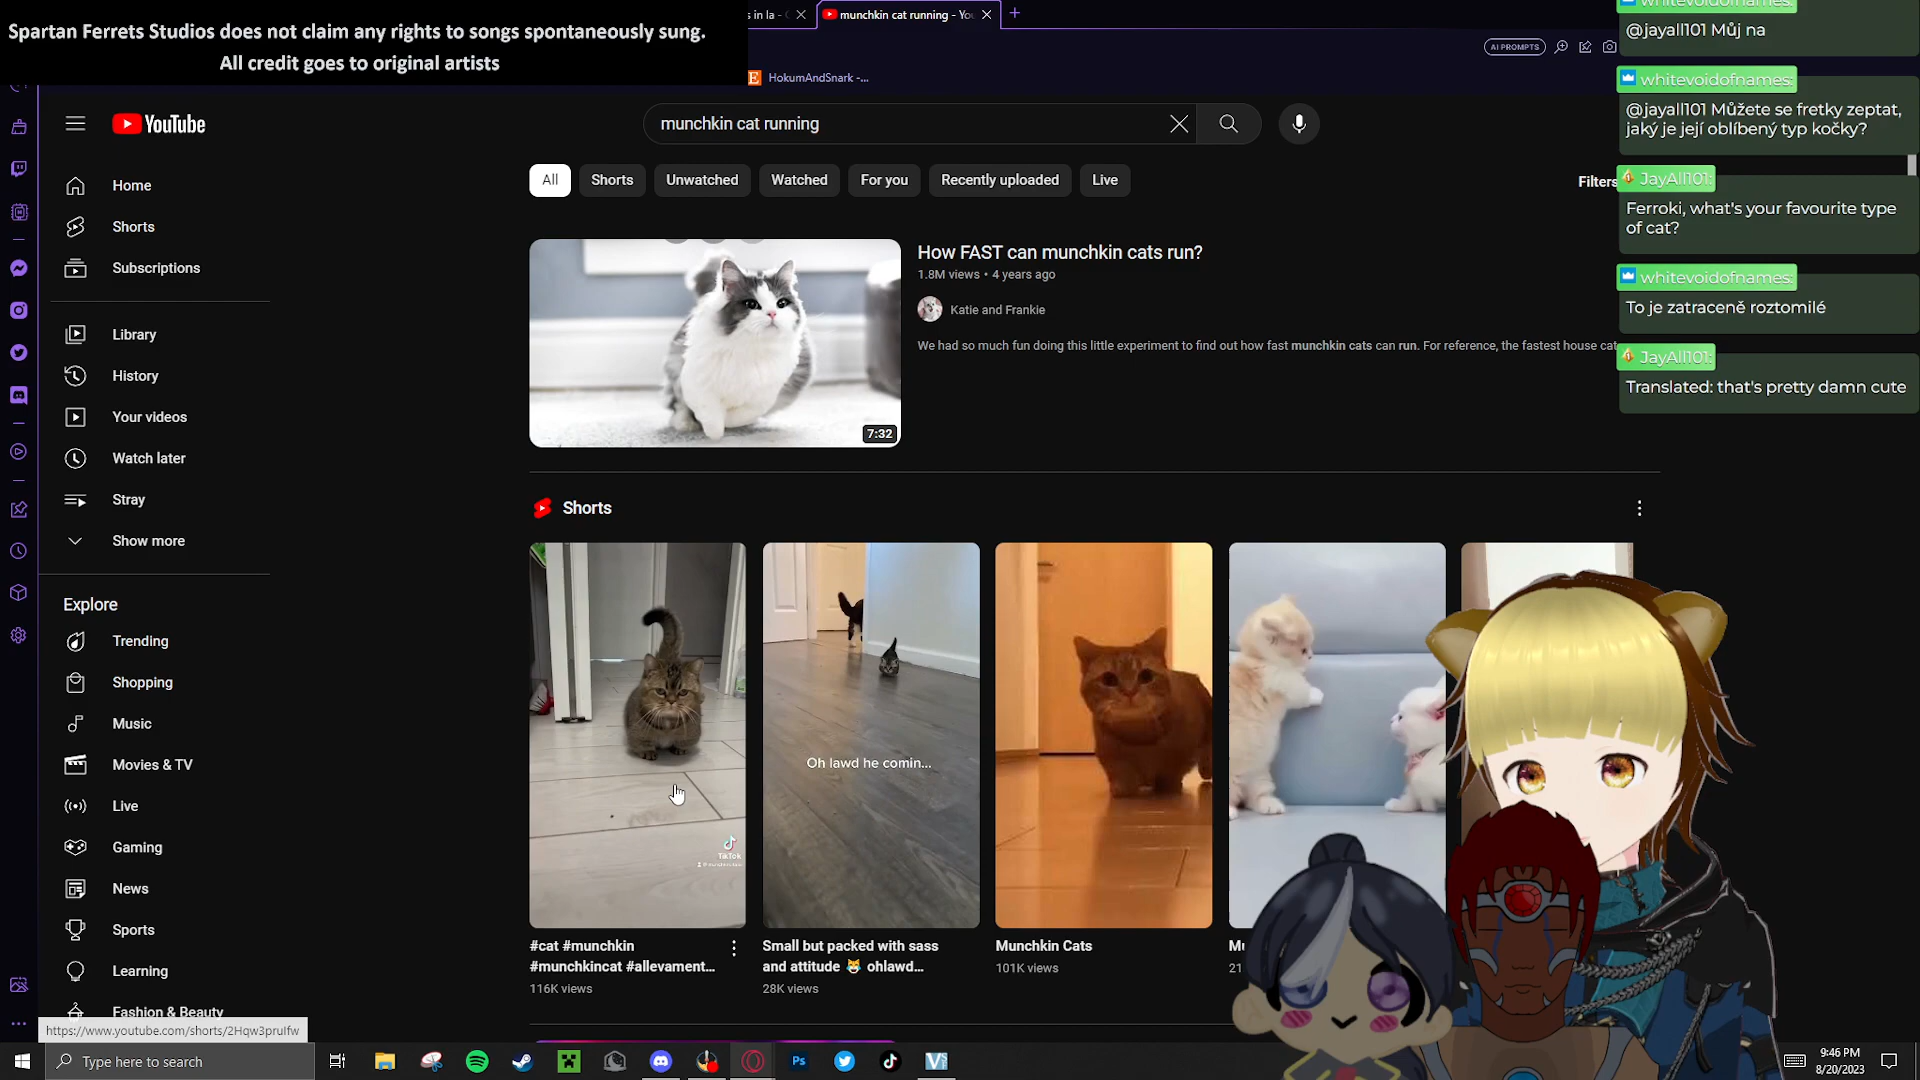 Spartan Ferrets Studios does not claim any rights to songs spontaneously sung.
All credit goes to original artists
s in la -
munchkin cat running - You
AI PROMPTS
HokumAndSnark -...
YouTube
munchkin cat running
All
Shorts
Unwatched
Watched
For you
Recently uploaded
Live
Filters
Home
Shorts
Subscriptions
Library
History
Your videos
Watch later
Stray
Show more
Explore
Trending
Shopping
Music
Movies & TV
Live
Gaming
News
Sports
Learning
Fashion & Beauty
How FAST can munchkin cats run?
1.8M views • 4 years ago
Katie and Frankie
We had so much fun doing this little experiment to find out how fast munchkin cats can run. For reference, the fastest house cat
7:32
Shorts
TikTok
Oh lawd he comin...
#cat #munchkin
#munchkincat #allevament...
116K views
Small but packed with sass
and attitude 😹 ohlawd...
28K views
Munchkin Cats
101K views
Mu
21
whitevoidofnames:
@jayall101 Můj na
whitevoidofnames:
@jayall101 Můžete se fretky zeptat,
jaký je její oblíbený typ kočky?
JayAll101:
Ferroki, what's your favourite type
of cat?
whitevoidofnames:
To je zatraceně roztomilé
JayAll101:
Translated: that's pretty damn cute
https://www.youtube.com/shorts/2Hqw3prulfw
Type here to search
Ps
9:46 PM
8/20/2023